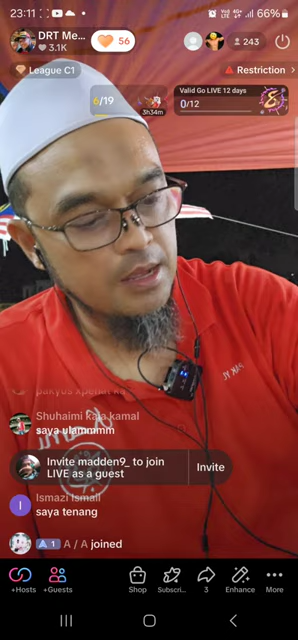 23:11
66%
DRT Me...
3.1K
56
243
League C1
Restriction >
6/19
3h34m
Valid Go LIVE 12 days
0/12
Shuhaimi kaja kamal
saya ulammmm
Invite madden9_ to join
LIVE as a guest
Invite
I
Ismazi Ismail
saya tenang
1
A / A joined
+Hosts
+Guests
Shop
Subscri...
3
Enhance
More